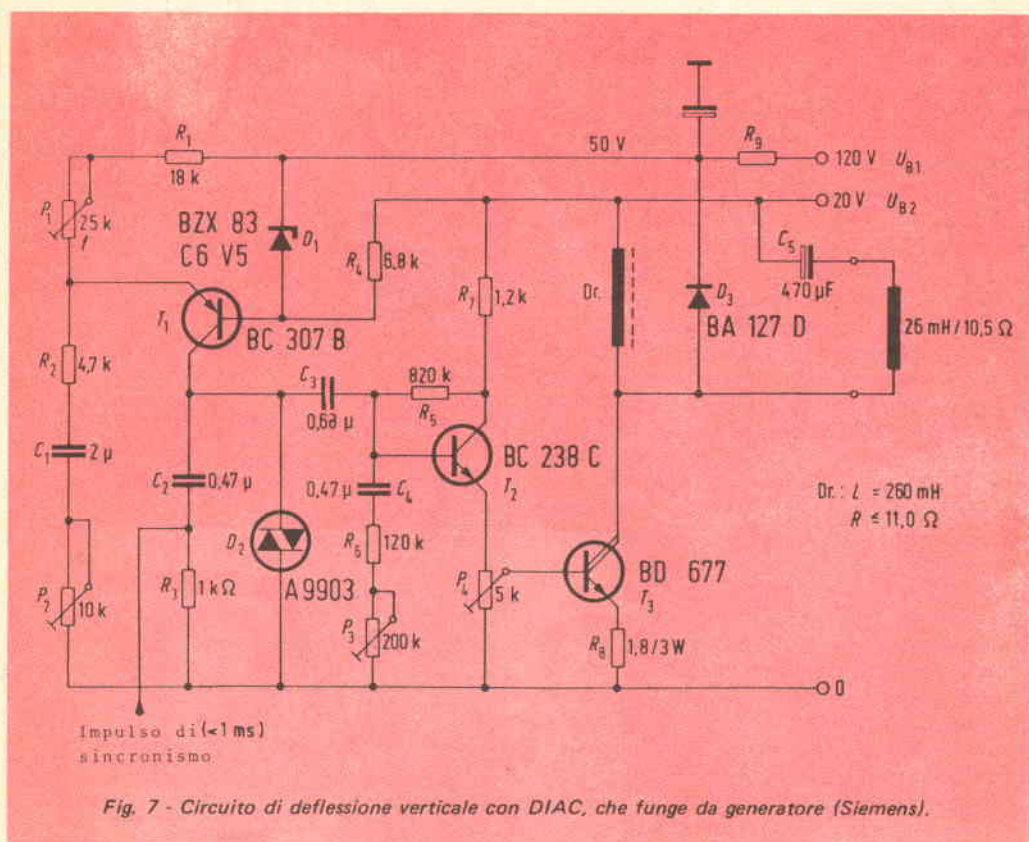 R1
18 k
50 V
R9
120 V UB1
20 V UB2
P1
25 k
f
BZX 83
C6 V5
D1
R4
6,8 k
R7
1,2 k
Dr.
D3
BA 127 D
C5
470 µF
26 mH/10,5 Ω
T1
BC 307 B
R2
4,7 k
C3
0,68 µ
820 k
R5
BC 238 C
T2
C1
2 µ
C2
0,47 µ
0,47 µ
C4
Dr.: L = 260 mH
R ≤ 11,0 Ω
D2
A 9903
R6
120 k
P4
5 k
BD 677
T3
P2
10 k
R3
1 kΩ
P3
200 k
R8
1,8/3 W
0
Impulso di (<1 ms)
sincronismo
Fig. 7 - Circuito di deflessione verticale con DIAC, che funge da generatore (Siemens).